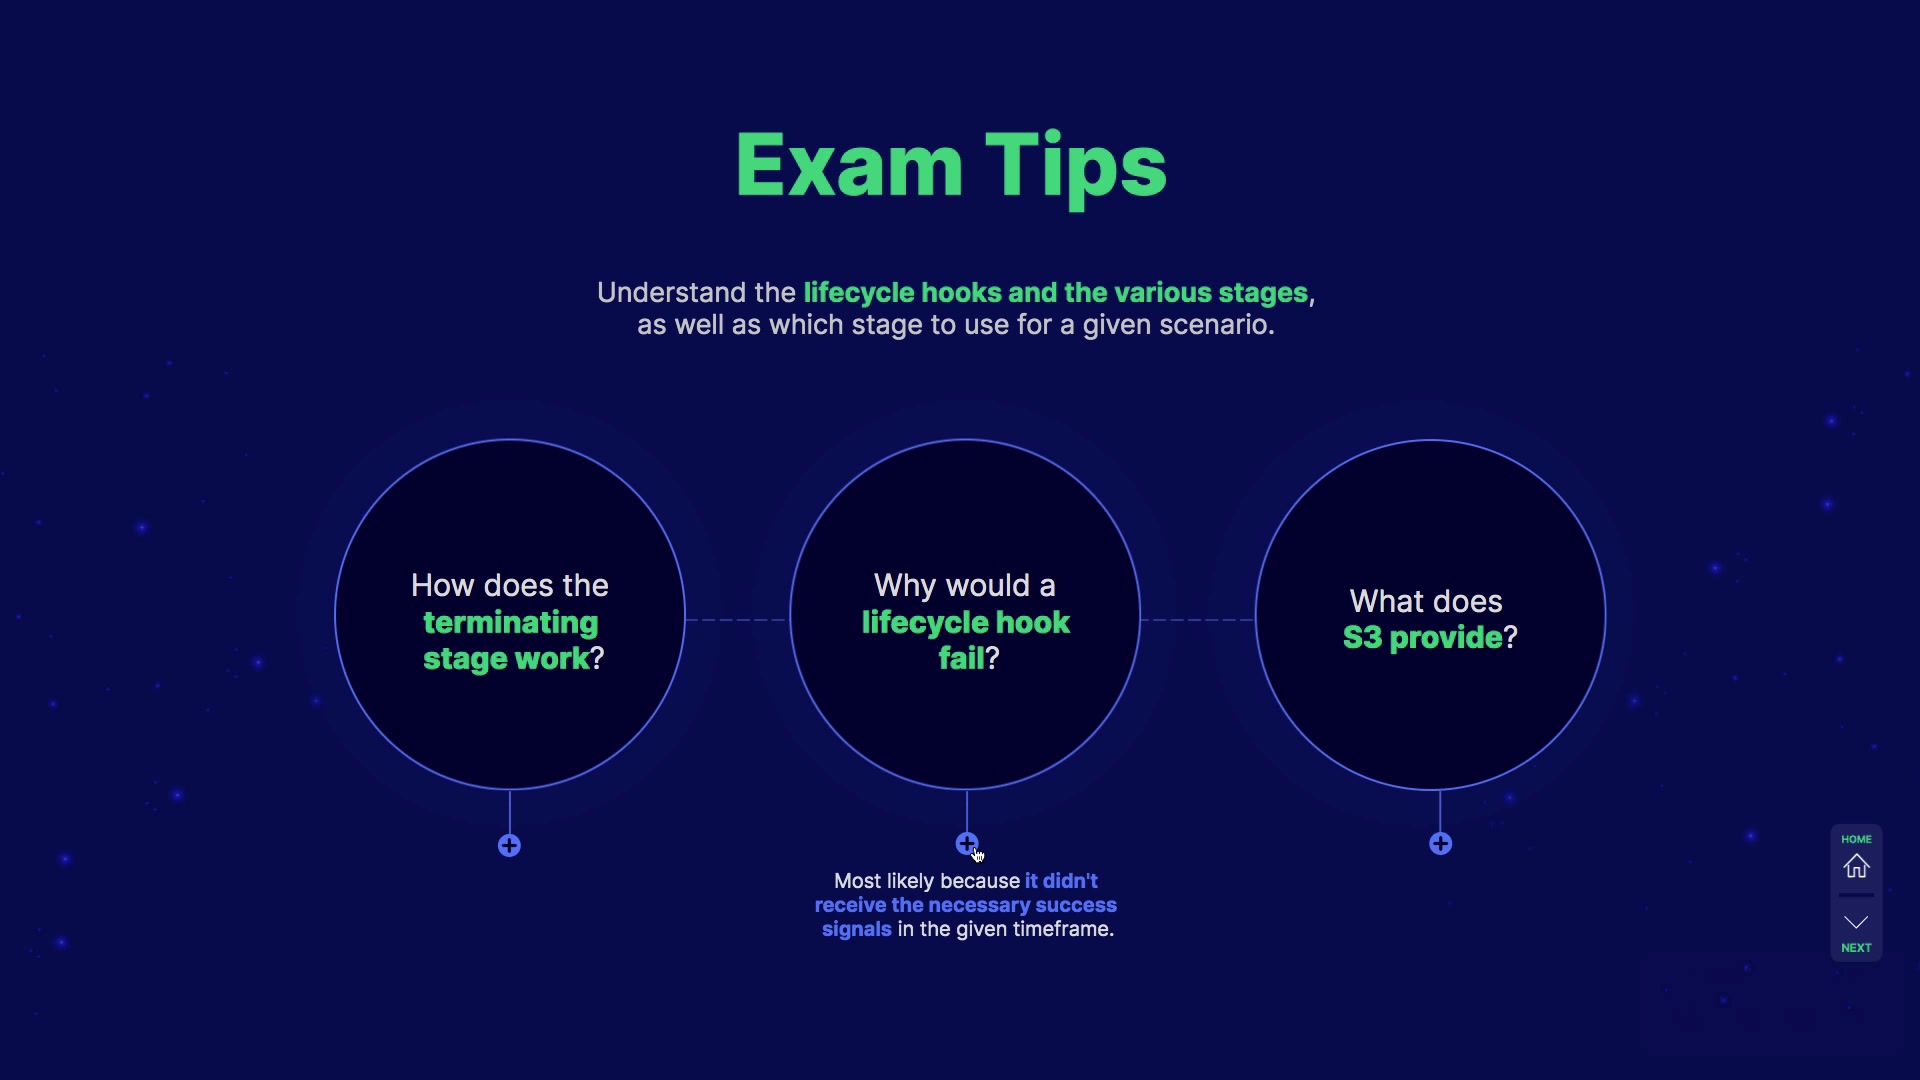 Exam Tips
Understand the lifecycle hooks and the various stages,
as well as which stage to use for a given scenario.
How does the
terminating
stage work?
Why would a
lifecycle hook
fail?
What does
S3 provide?
Most likely because it didn't
receive the necessary success
signals in the given timeframe.
HOME
NEXT